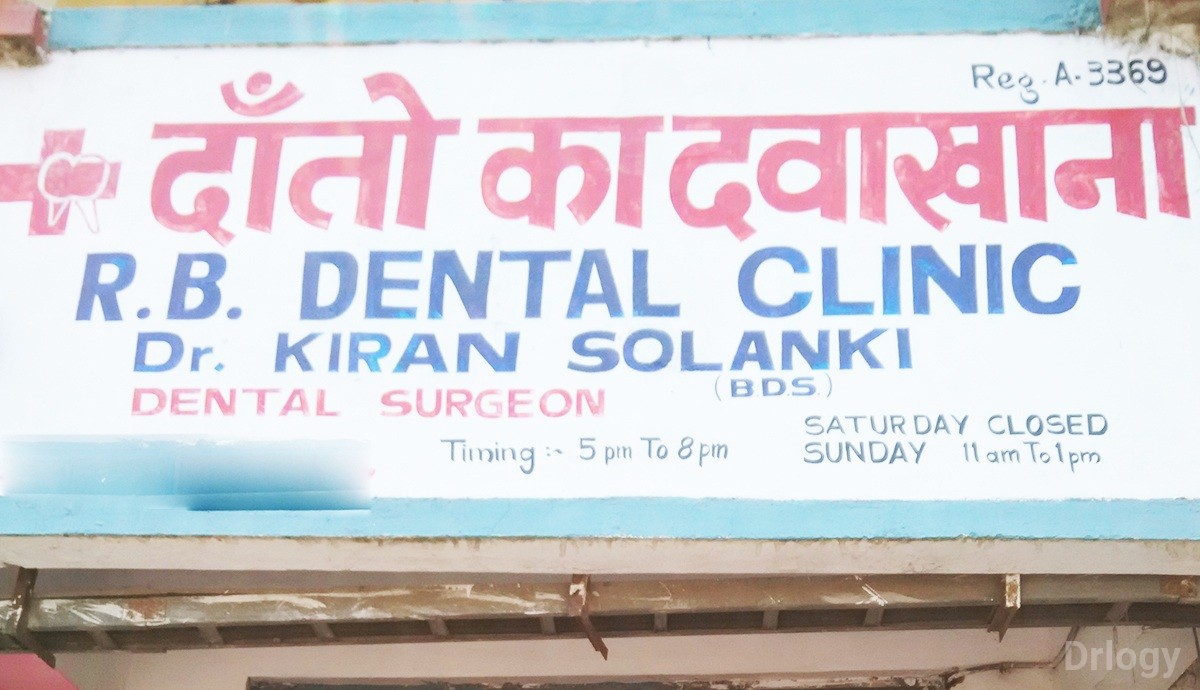 Reg. A-3369
दाँतो का दवाखाना
R.B. DENTAL CLINIC
Dr. KIRAN SOLANKI
(B.D.S.)
DENTAL SURGEON
Timing :- 5 pm To 8 pm
SATURDAY CLOSED
SUNDAY 11 am To 1 pm
Drlogy